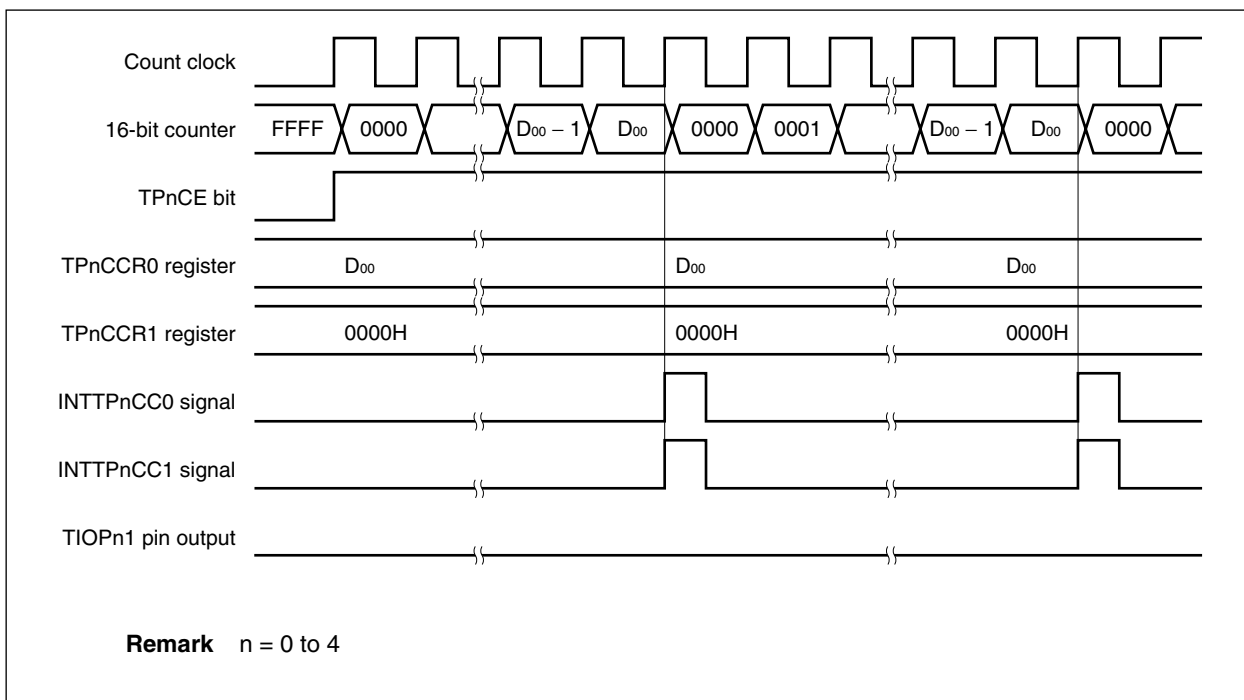 Count clock
16-bit counter FFFF 0000 D00 − 1 D00 0000 0001 D00 − 1 D00 0000
TPnCE bit
TPnCCR0 register D00 D00 D00
TPnCCR1 register 0000H 0000H 0000H
INTTPnCC0 signal
INTTPnCC1 signal
TIOPn1 pin output
Remark n = 0 to 4